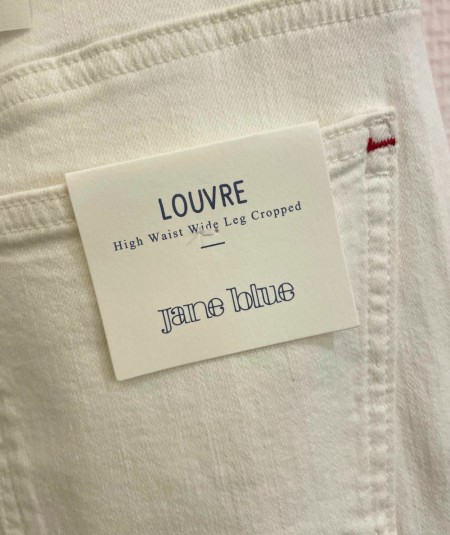 LOUVRE
High Waist Wide Leg Cropped
jane blue